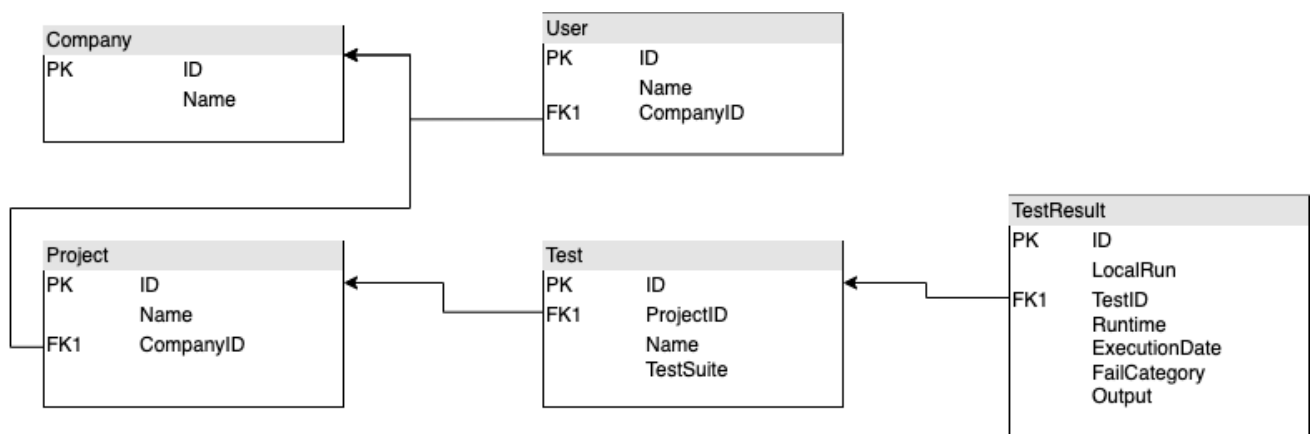 Company
PK ID
Name
User
PK ID
Name
FK1 CompanyID
Project
PK ID
Name
FK1 CompanyID
Test
PK ID
FK1 ProjectID
Name
TestSuite
TestResult
PK ID
LocalRun
FK1 TestID
Runtime
ExecutionDate
FailCategory
Output